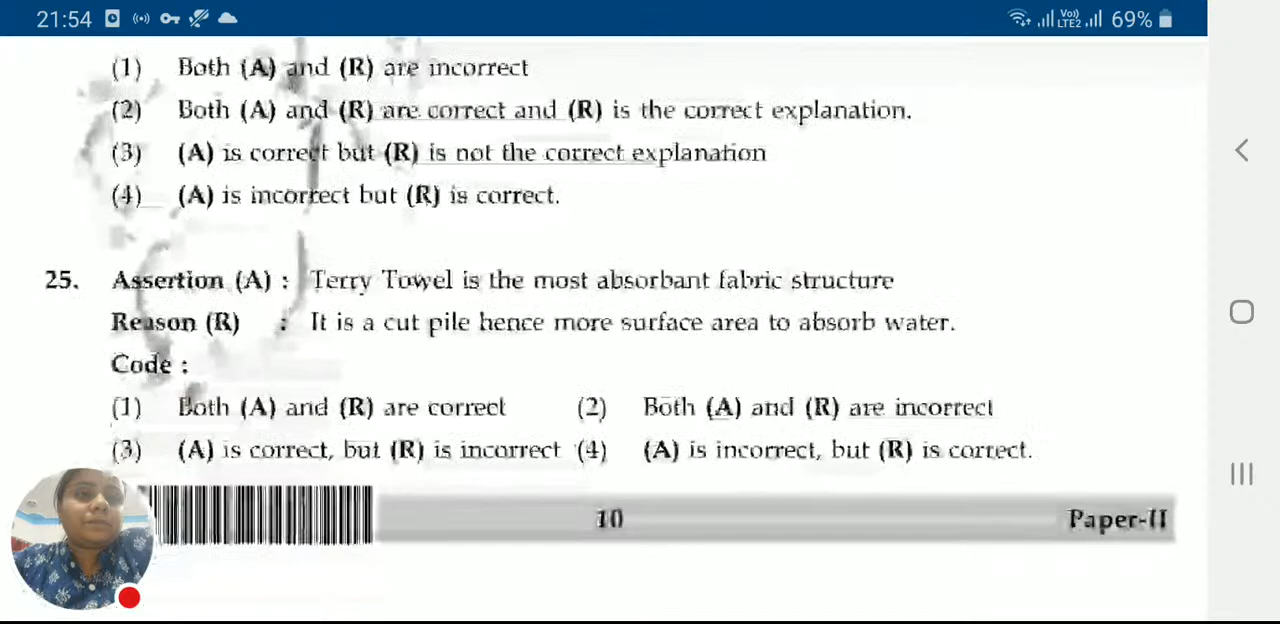 21:54 Vo)) LTE2 69%
(1) Both (A) and (R) are incorrect
(2) Both (A) and (R) are correct and (R) is the correct explanation.
(3) (A) is correct but (R) is not the correct explanation
(4) (A) is incorrect but (R) is correct.
25. Assertion (A) : Terry Towel is the most absorbant fabric structure
Reason (R) : It is a cut pile hence more surface area to absorb water.
Code :
(1) Both (A) and (R) are correct (2) Both (A) and (R) are incorrect
(3) (A) is correct, but (R) is incorrect (4) (A) is incorrect, but (R) is correct.
10 Paper-II